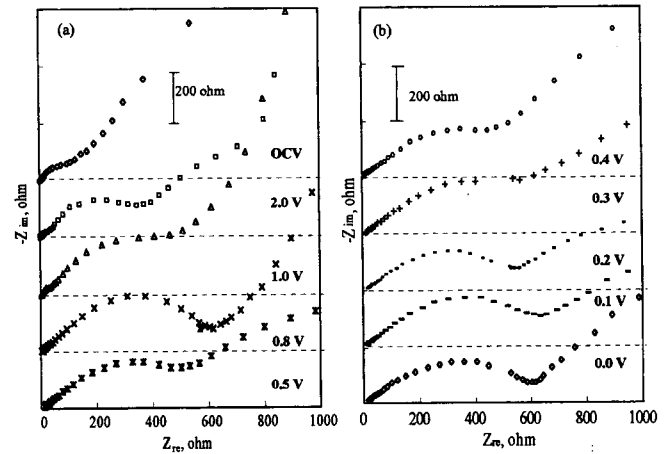 (a)
200 ohm
OCV
2.0 V
1.0 V
0.8 V
0.5 V
-Z im, ohm
0 200 400 600 800 1000
Z re, ohm
(b)
200 ohm
0.4 V
0.3 V
0.2 V
0.1 V
0.0 V
-Z im, ohm
0 200 400 600 800 1000
Z re, ohm